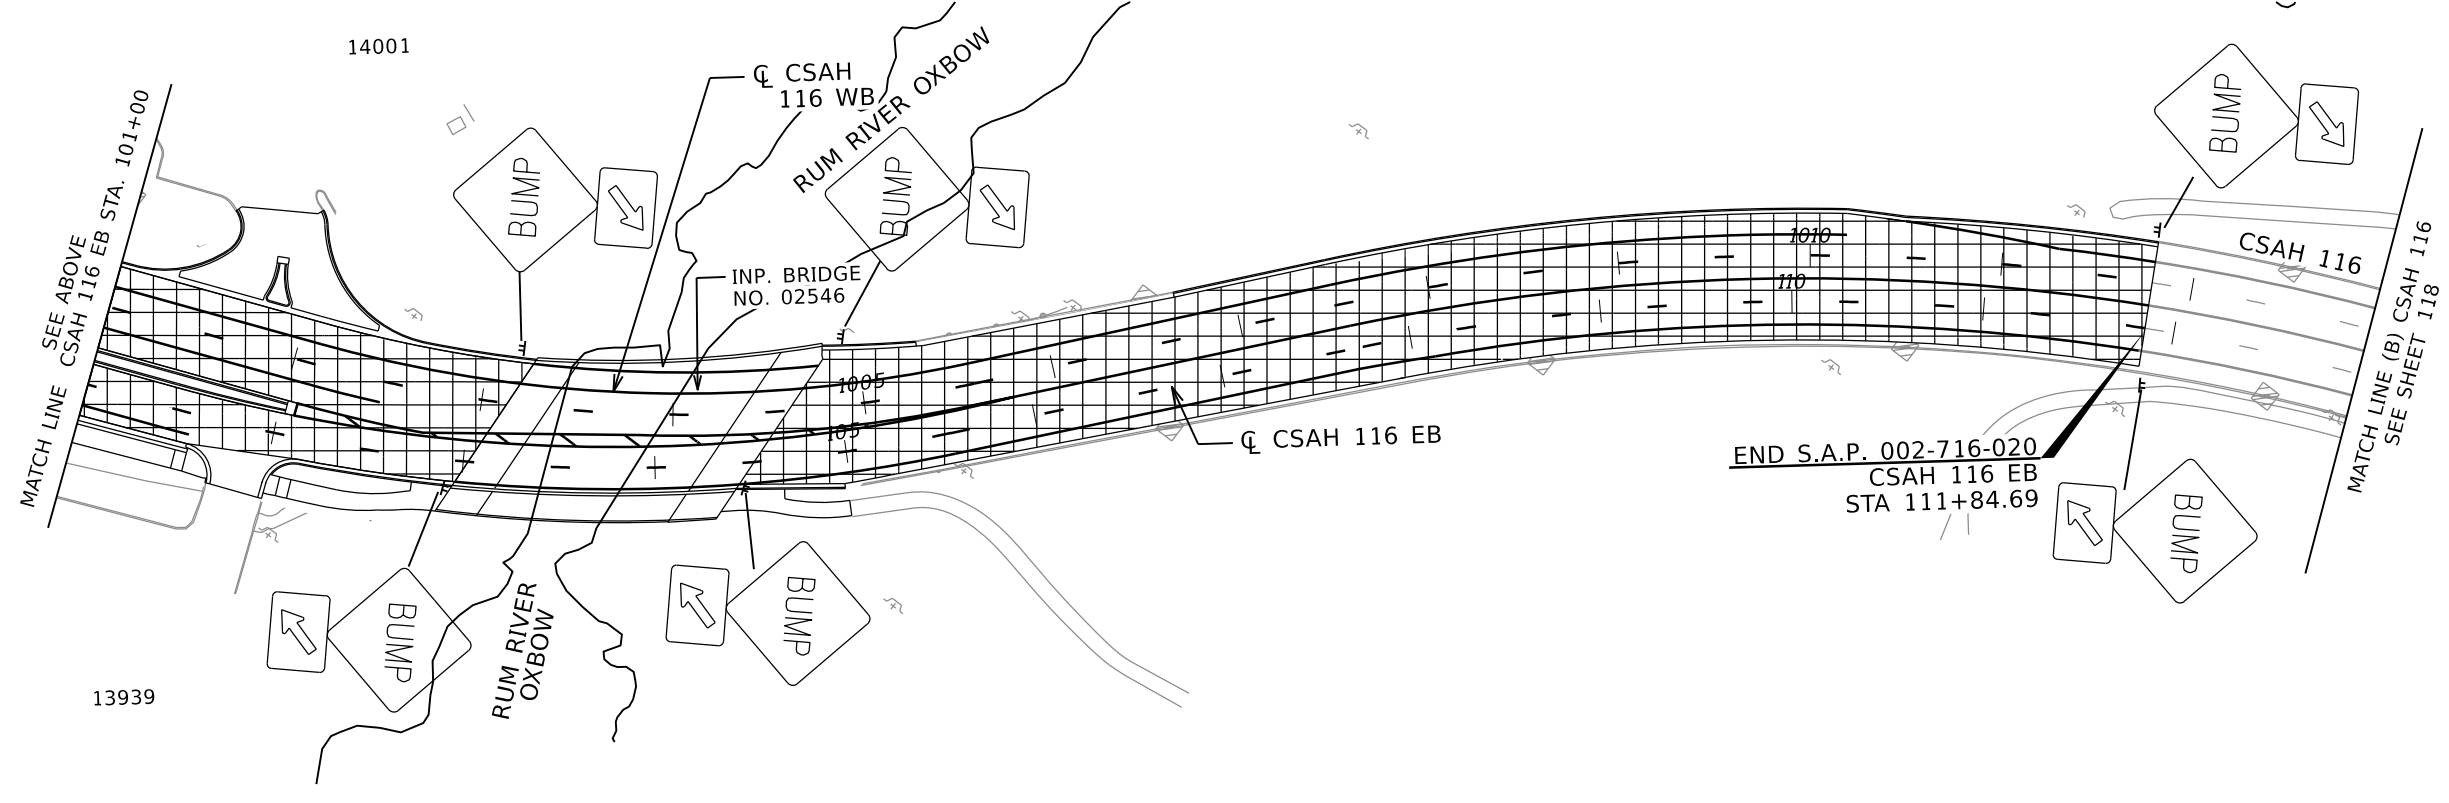 14001
SEE ABOVE
MATCH LINE CSAH 116 EB STA. 101+00
BUMP
℄ CSAH
116 WB
RUM RIVER OXBOW
BUMP
INP. BRIDGE
NO. 02546
1005
105
℄ CSAH 116 EB
1010
110
BUMP
CSAH 116
MATCH LINE (B) CSAH 116
SEE SHEET 118
END S.A.P. 002-716-020
CSAH 116 EB
STA 111+84.69
BUMP
BUMP
BUMP
RUM RIVER
OXBOW
13939